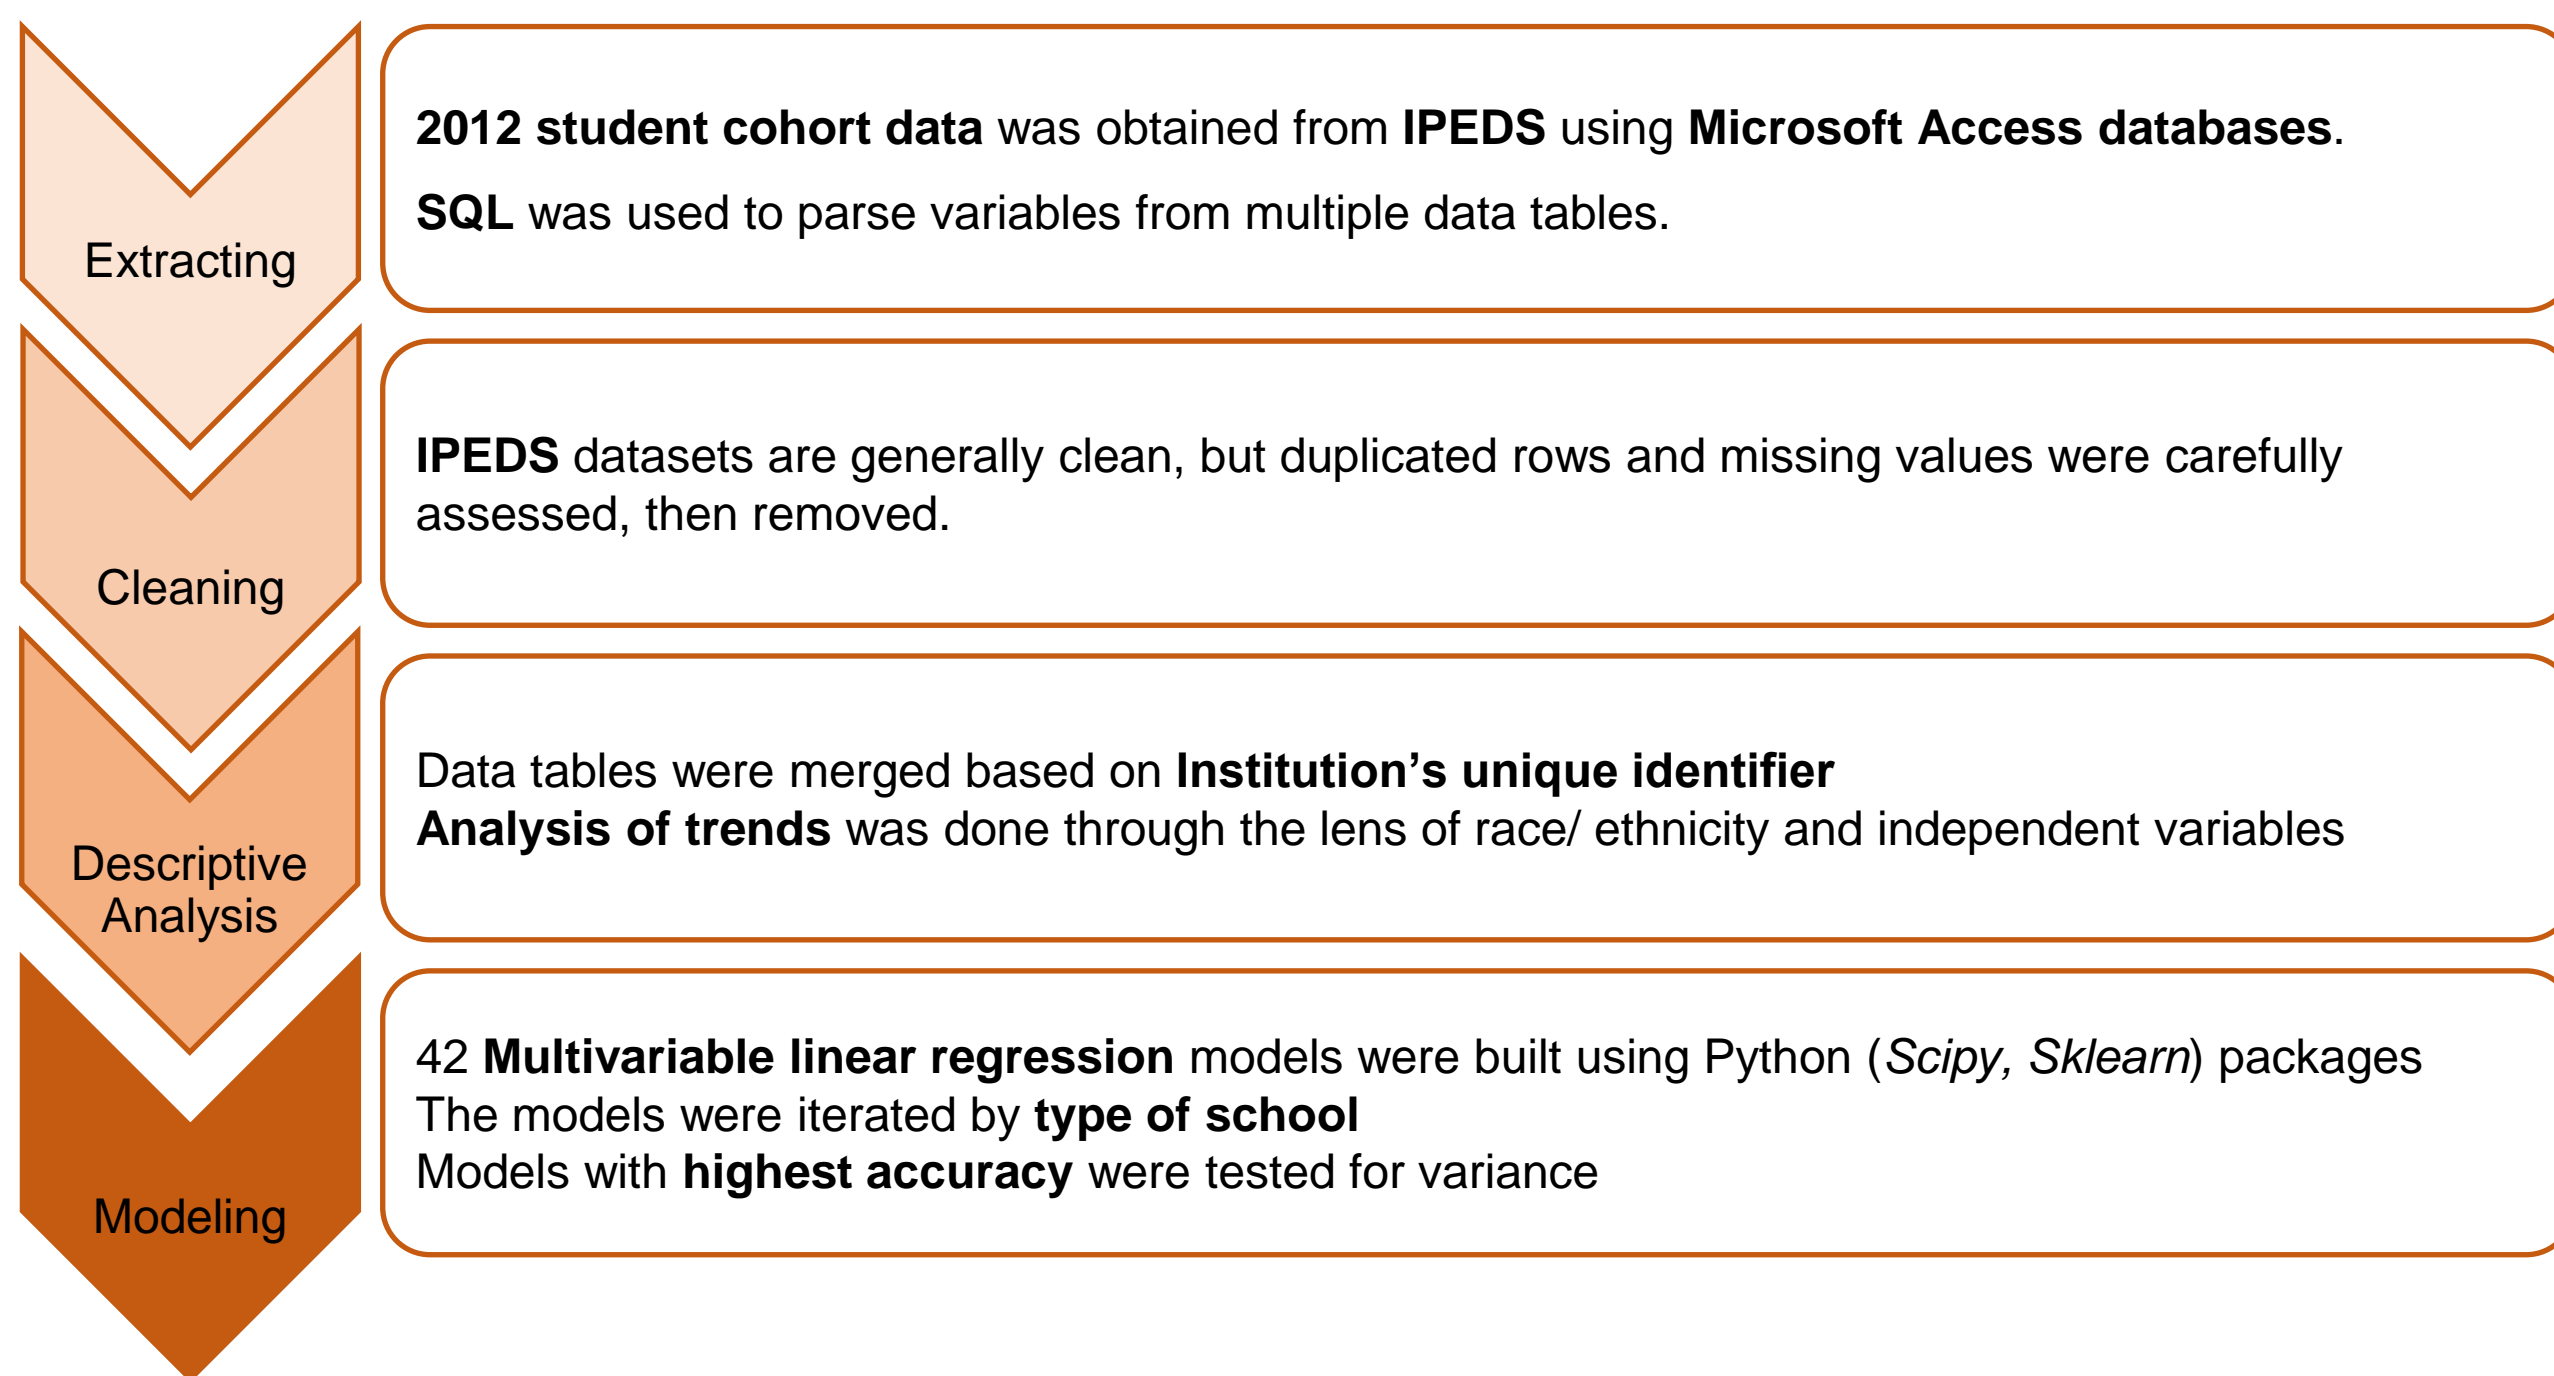 Extracting
2012 student cohort data was obtained from IPEDS using Microsoft Access databases.
SQL was used to parse variables from multiple data tables.
Cleaning
IPEDS datasets are generally clean, but duplicated rows and missing values were carefully
assessed, then removed.
Descriptive
Analysis
Data tables were merged based on Institution’s unique identifier
Analysis of trends was done through the lens of race/ ethnicity and independent variables
Modeling
42 Multivariable linear regression models were built using Python (Scipy, Sklearn) packages
The models were iterated by type of school
Models with highest accuracy were tested for variance